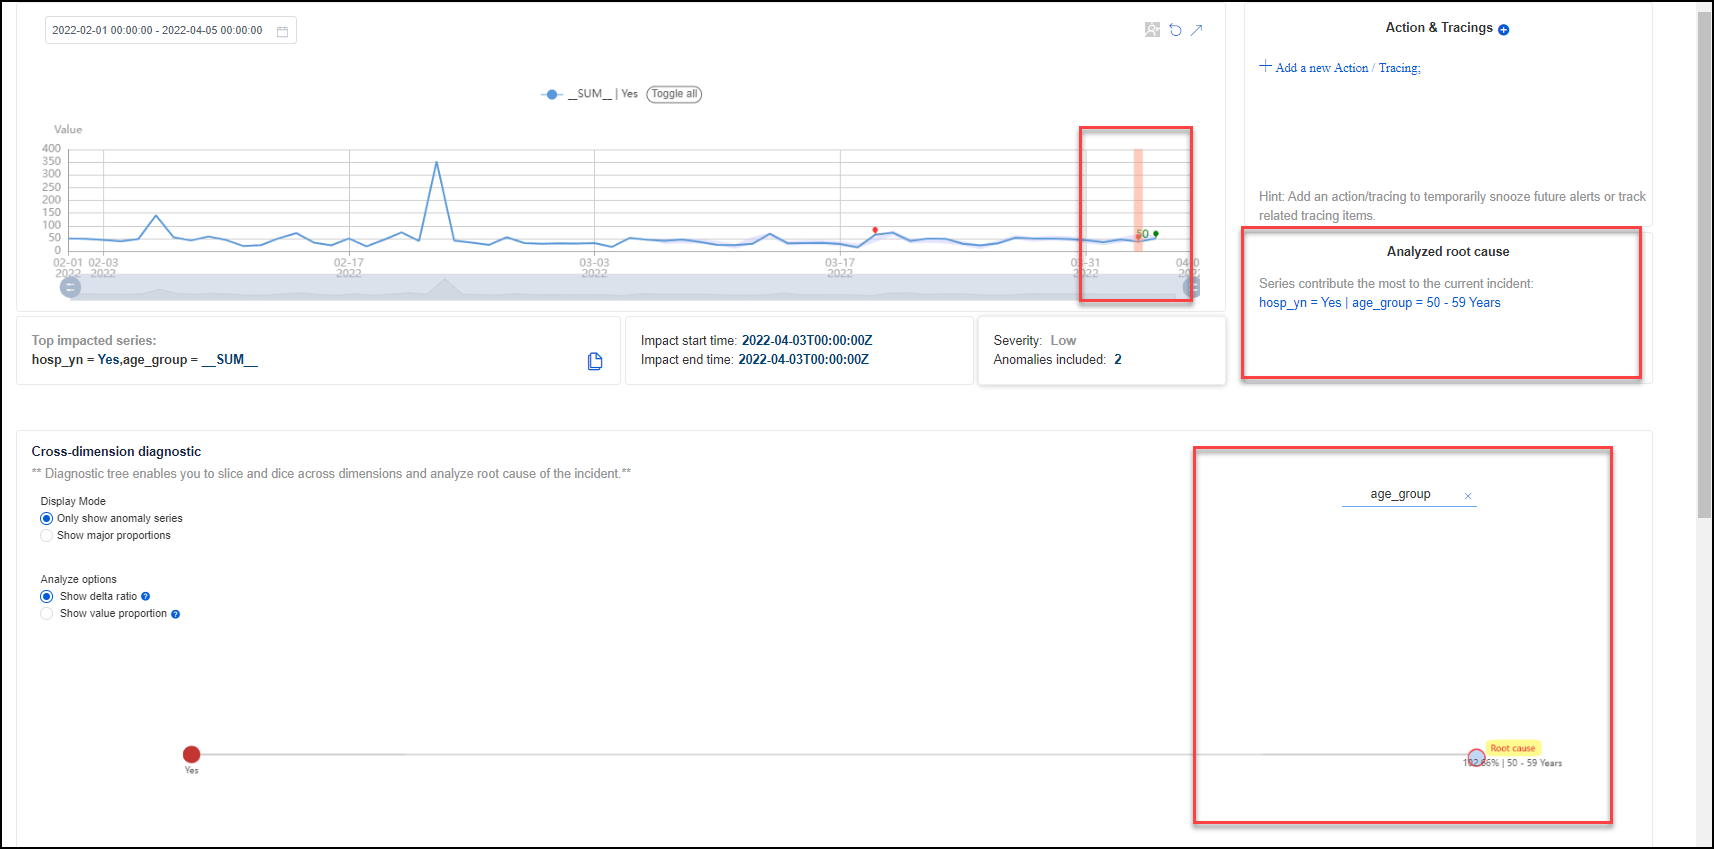 2022-02-01 00:00:00 - 2022-04-05 00:00:00
__SUM__ | Yes Toggle all
Value
400
350
300
250
200
150
100
50
0
50
02-01 02-03 02-17 03-03 03-17 03-31
2022 2022 2022 2022 2022 2022
Top impacted series:
hosp_yn = Yes,age_group = __SUM__
Impact start time: 2022-04-03T00:00:00Z
Impact end time: 2022-04-03T00:00:00Z
Severity: Low
Anomalies included: 2
Action & Tracings
Add a new Action / Tracing;
Hint: Add an action/tracing to temporarily snooze future alerts or track
related tracing items.
Analyzed root cause
Series contribute the most to the current incident:
hosp_yn = Yes | age_group = 50 - 59 Years
Cross-dimension diagnostic
** Diagnostic tree enables you to slice and dice across dimensions and analyze root cause of the incident.**
Display Mode
Only show anomaly series
Show major proportions
Analyze options
Show delta ratio ?
Show value proportion ?
age_group ×
Yes
Root cause
102.66% | 50 - 59 Years